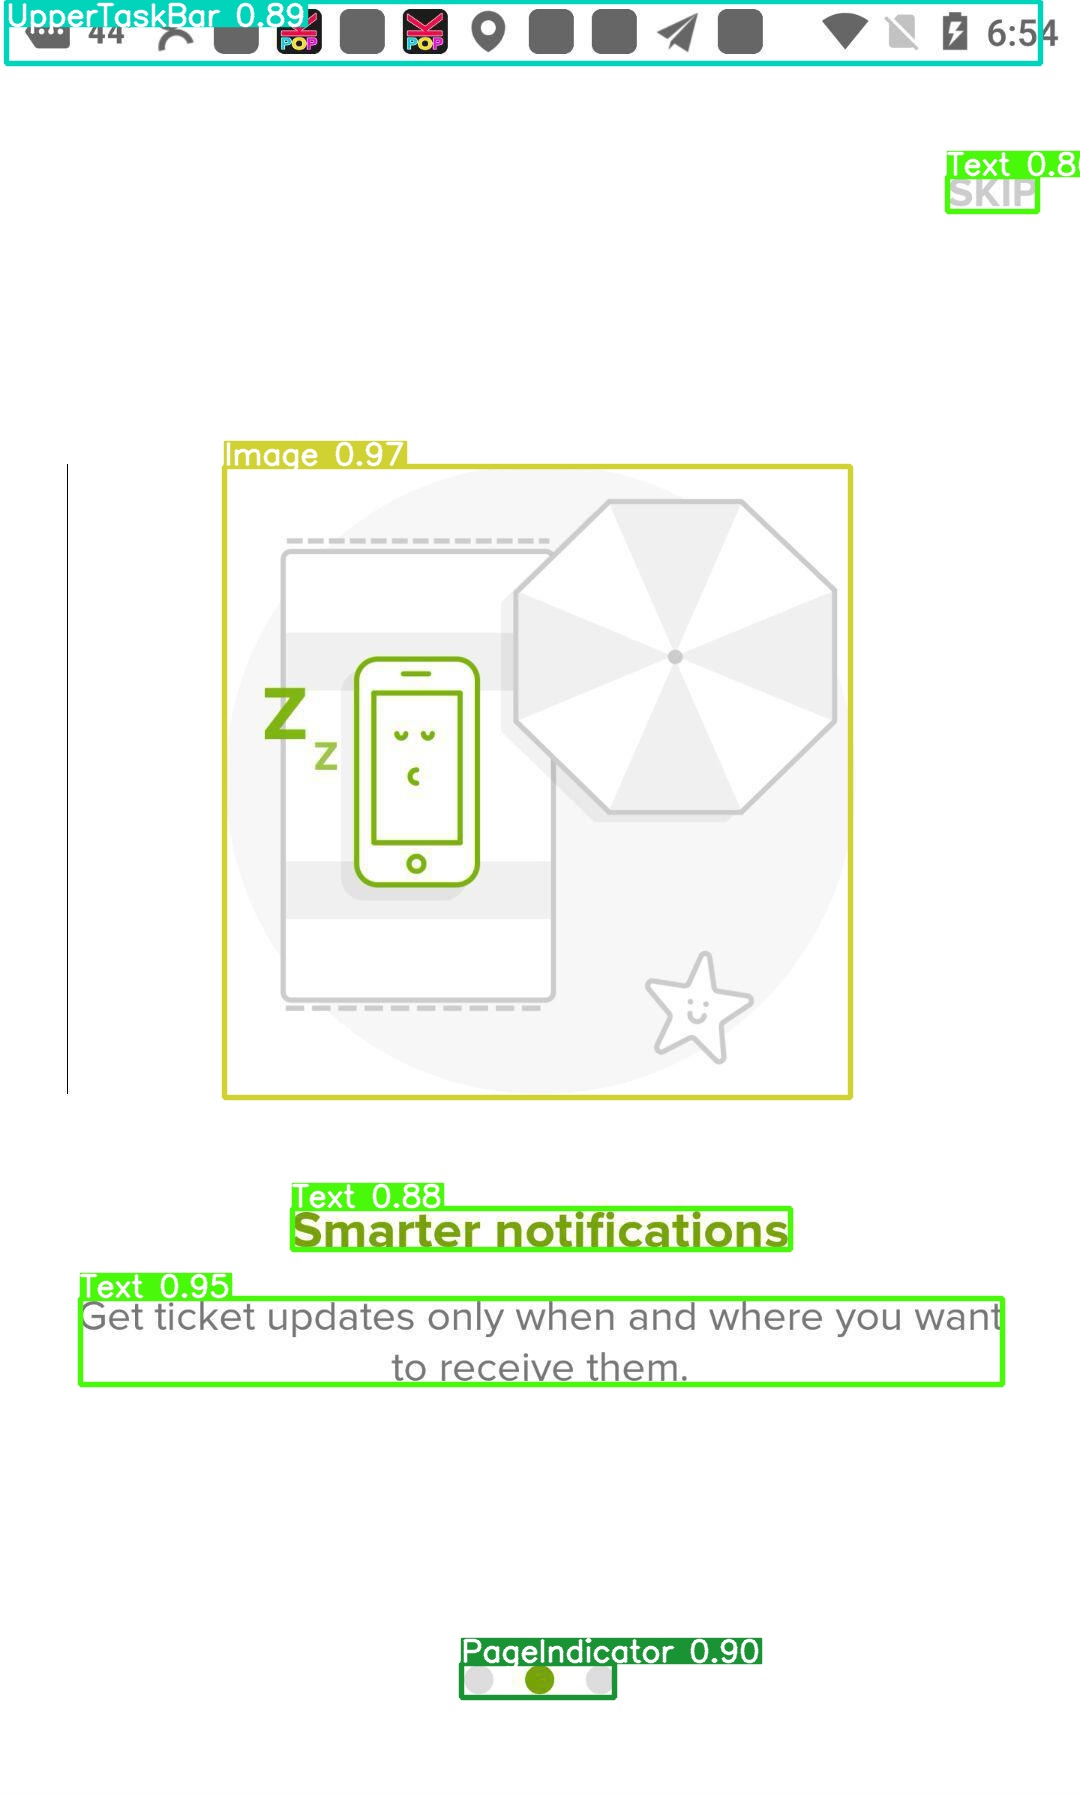 UpperTaskBar 0.89
44
POP
POP
6:54
Text 0.8
SKIP
Image 0.97
Z
z
Text 0.88
Smarter notifications
Text 0.95
Get ticket updates only when and where you want
to receive them.
PageIndicator 0.90